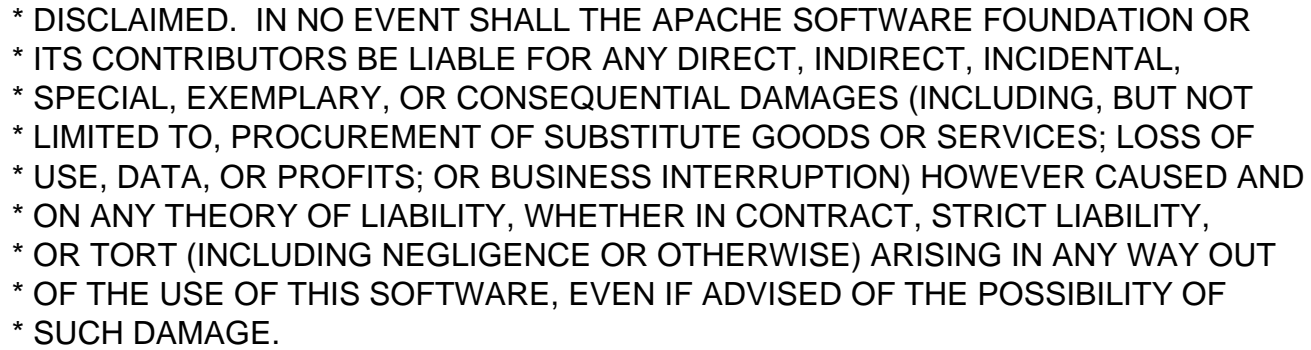 * DISCLAIMED.  IN NO EVENT SHALL THE APACHE SOFTWARE FOUNDATION OR
* ITS CONTRIBUTORS BE LIABLE FOR ANY DIRECT, INDIRECT, INCIDENTAL,
* SPECIAL, EXEMPLARY, OR CONSEQUENTIAL DAMAGES (INCLUDING, BUT NOT
* LIMITED TO, PROCUREMENT OF SUBSTITUTE GOODS OR SERVICES; LOSS OF
* USE, DATA, OR PROFITS; OR BUSINESS INTERRUPTION) HOWEVER CAUSED AND
* ON ANY THEORY OF LIABILITY, WHETHER IN CONTRACT, STRICT LIABILITY,
* OR TORT (INCLUDING NEGLIGENCE OR OTHERWISE) ARISING IN ANY WAY OUT
* OF THE USE OF THIS SOFTWARE, EVEN IF ADVISED OF THE POSSIBILITY OF
* SUCH DAMAGE.